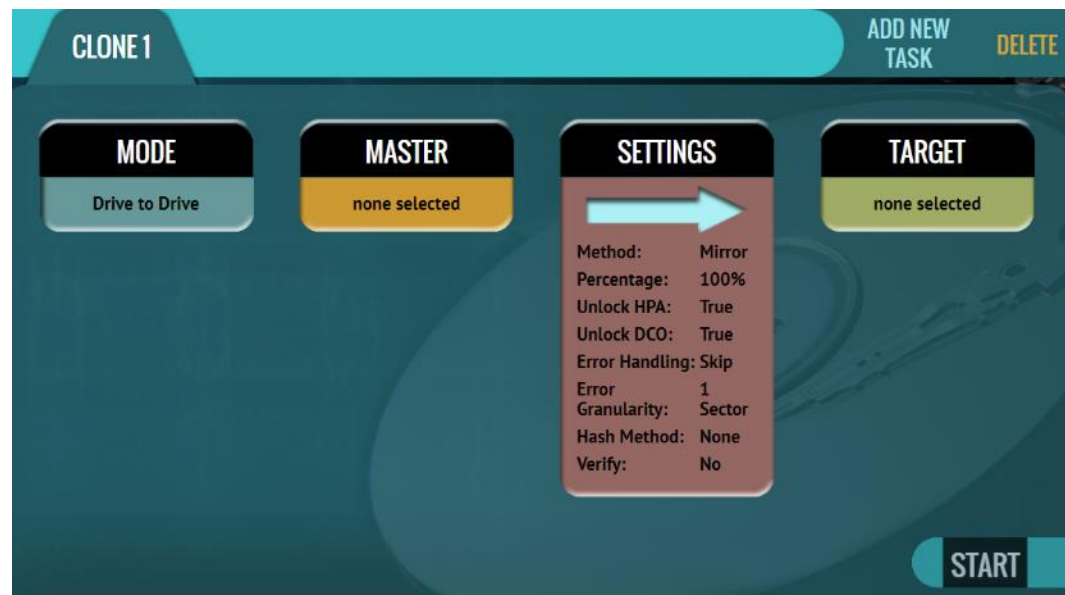 CLONE 1
ADD NEW
TASK
DELETE
MODE
Drive to Drive
MASTER
none selected
SETTINGS
Method: Mirror
Percentage: 100%
Unlock HPA: True
Unlock DCO: True
Error Handling: Skip
Error 1
Granularity: Sector
Hash Method: None
Verify: No
TARGET
none selected
START